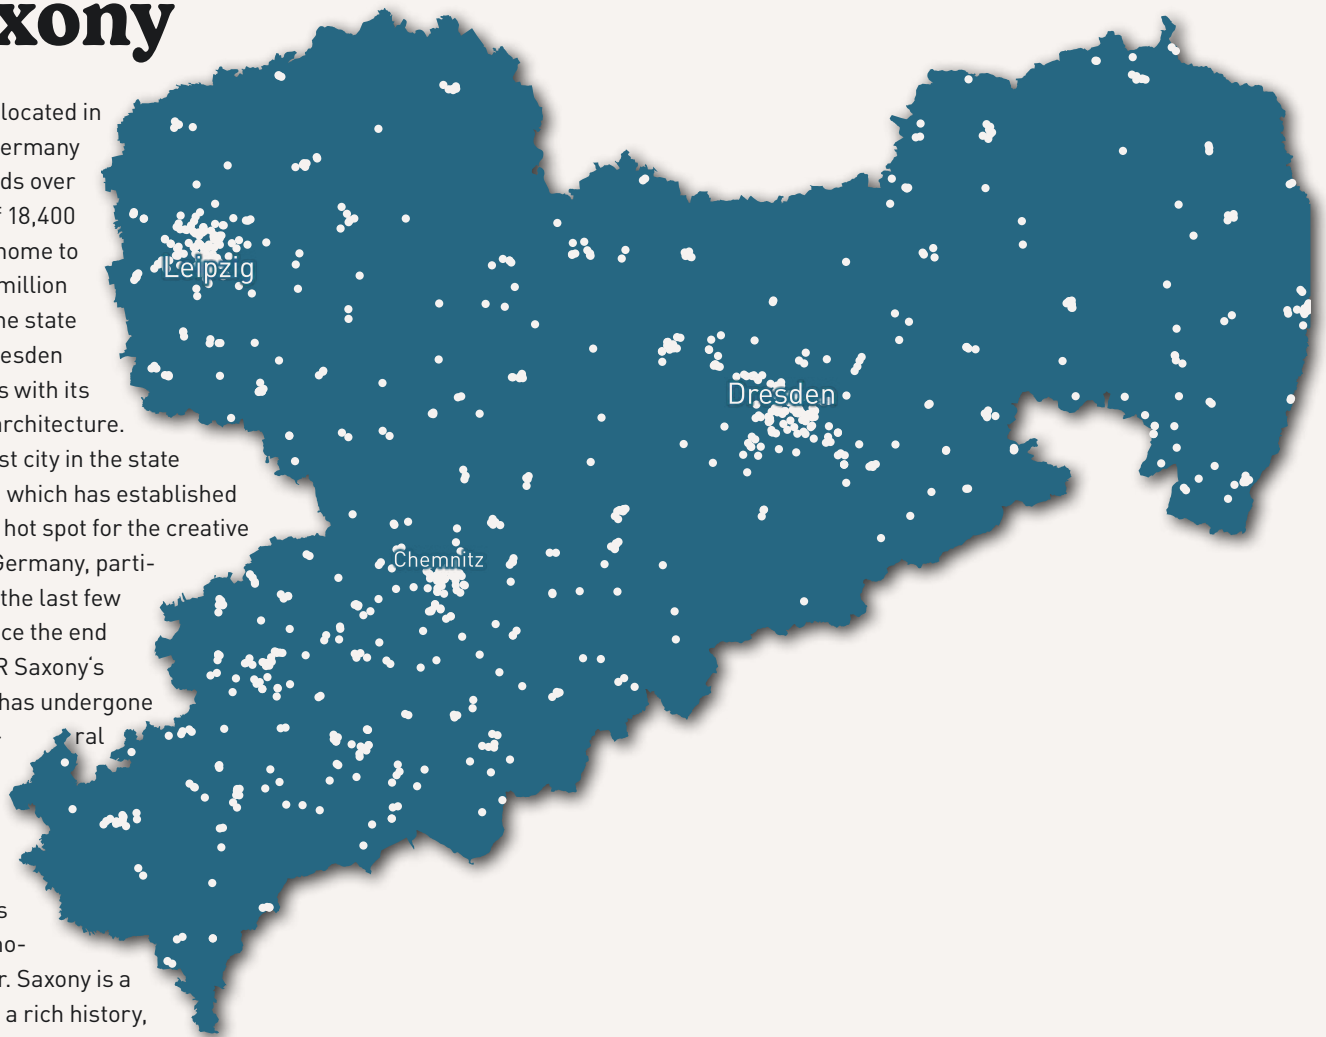 xony
located in
ermany
ds over
18,400
home to
million
he state
esden
s with its
architecture.
st city in the state
which has established
hot spot for the creative
Germany, parti-
the last few
ce the end
R Saxony‘s
has undergone
ral
s
no-
r. Saxony is a
a rich history,
Leipzig
Dresden
Chemnitz